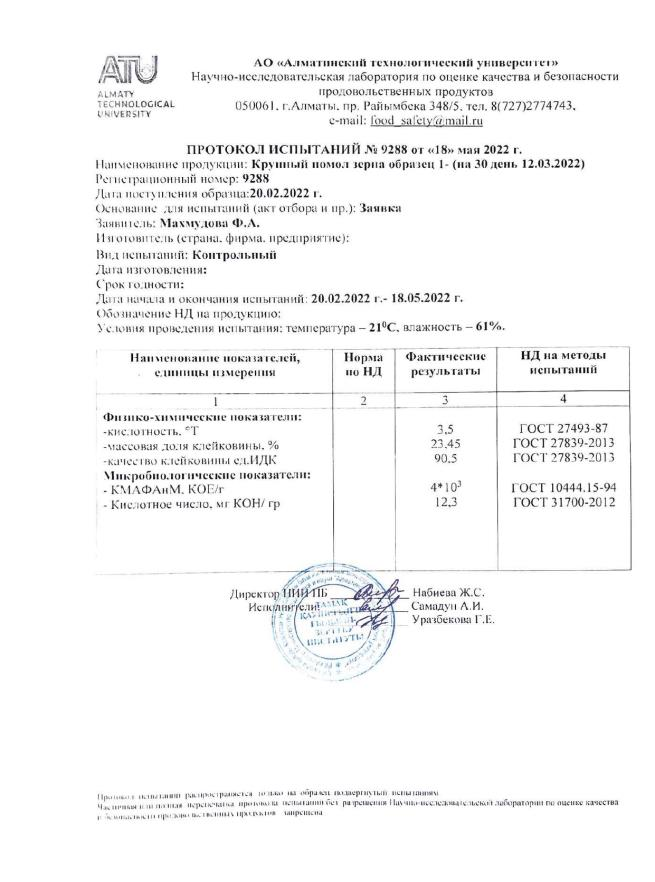 ATU
ALMATY
TECHNOLOGICAL
UNIVERSITY
АО «Алматинский технологический университет»
Научно-исследовательская лаборатория по оценке качества и безопасности
продовольственных продуктов
050061, г.Алматы, пр. Райымбека 348/5, тел. 8(727)2774743,
e-mail: food_safety@mail.ru
ПРОТОКОЛ ИСПЫТАНИЙ № 9288 от «18» мая 2022 г.
Наименование продукции: Крупный помол зерна образец 1- (на 30 день 12.03.2022)
Регистрационный номер: 9288
Дата поступления образца:20.02.2022 г.
Основание для испытаний (акт отбора и пр.): Заявка
Заявитель: Махмудова Ф.А.
Изготовитель (страна, фирма, предприятие):
Вид испытаний: Контрольный
Дата изготовления:
Срок годности:
Дата начала и окончания испытаний: 20.02.2022 г.- 18.05.2022 г.
Обозначение НД на продукцию:
Условия проведения испытания: температура – 21⁰С, влажность – 61%.
Наименование показателей, единицы измерения | Норма по НД | Фактические результаты | НД на методы испытаний
1 2 3 4
Физико-химические показатели:
-кислотность, °Т 3,5 ГОСТ 27493-87
-массовая доля клейковины, % 23,45 ГОСТ 27839-2013
-качество клейковины ед.ИДК 90,5 ГОСТ 27839-2013
Микробиологические показатели:
- КМАФАнМ, КОЕ/г 4*10³ ГОСТ 10444.15-94
- Кислотное число, мг КОН/ гр 12,3 ГОСТ 31700-2012
Директор НИИ ПБ Набиева Ж.С.
Исполнители: Самадун А.И.
Уразбекова Г.Е.
ТАМАҚ
ҚАУІПСІЗДІГІ
ҒЫЛЫМИ
ЗЕРТТЕУ
ИНСТИТУТЫ
Протокол испытаний распространяется только на образец, подвергнутый испытаниям
Частичная или полная перепечатка протокола испытаний без разрешения Научно-исследовательской лаборатории по оценке качества
и безопасности продовольственных продуктов запрещена